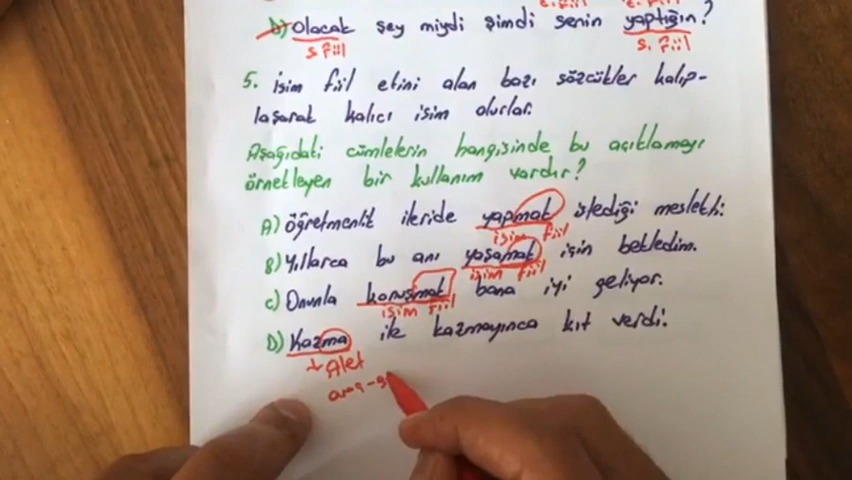 b) Olacak şey miydi şimdi senin yaptığın?
s. fiil s. fiil
5. İsim fiil ekini alan bazı sözcükler kalıp-
laşarak kalıcı isim olurlar.
Aşağıdaki cümlelerin hangisinde bu açıklamayı
örnekleyen bir kullanım vardır?
A) Öğretmenlik ileride yapmak istediği meslekti.
isim fiil
B) Yıllarca bu anı yaşamak için bekledim.
isim fiil
C) Onunla konuşmak bana iyi geliyor.
isim fiil
D) Kazma ile kazmayınca kıt verdi.
Alet